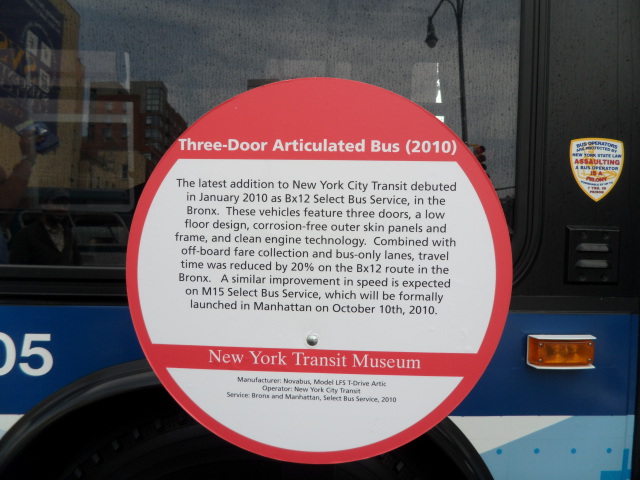 Three-Door Articulated Bus (2010)
The latest addition to New York City Transit debuted
in January 2010 as Bx12 Select Bus Service, in the
Bronx. These vehicles feature three doors, a low
floor design, corrosion-free outer skin panels and
frame, and clean engine technology. Combined with
off-board fare collection and bus-only lanes, travel
time was reduced by 20% on the Bx12 route in the
Bronx. A similar improvement in speed is expected
on M15 Select Bus Service, which will be formally
launched in Manhattan on October 10th, 2010.
New York Transit Museum
Manufacturer: Novabus, Model LFS T-Drive Artic
Operator: New York City Transit
Service: Bronx and Manhattan, Select Bus Service, 2010
05
BUS OPERATORS
ARE PROTECTED BY
NEW YORK STATE LAW
ASSAULTING
A BUS OPERATOR
IS A
FELONY